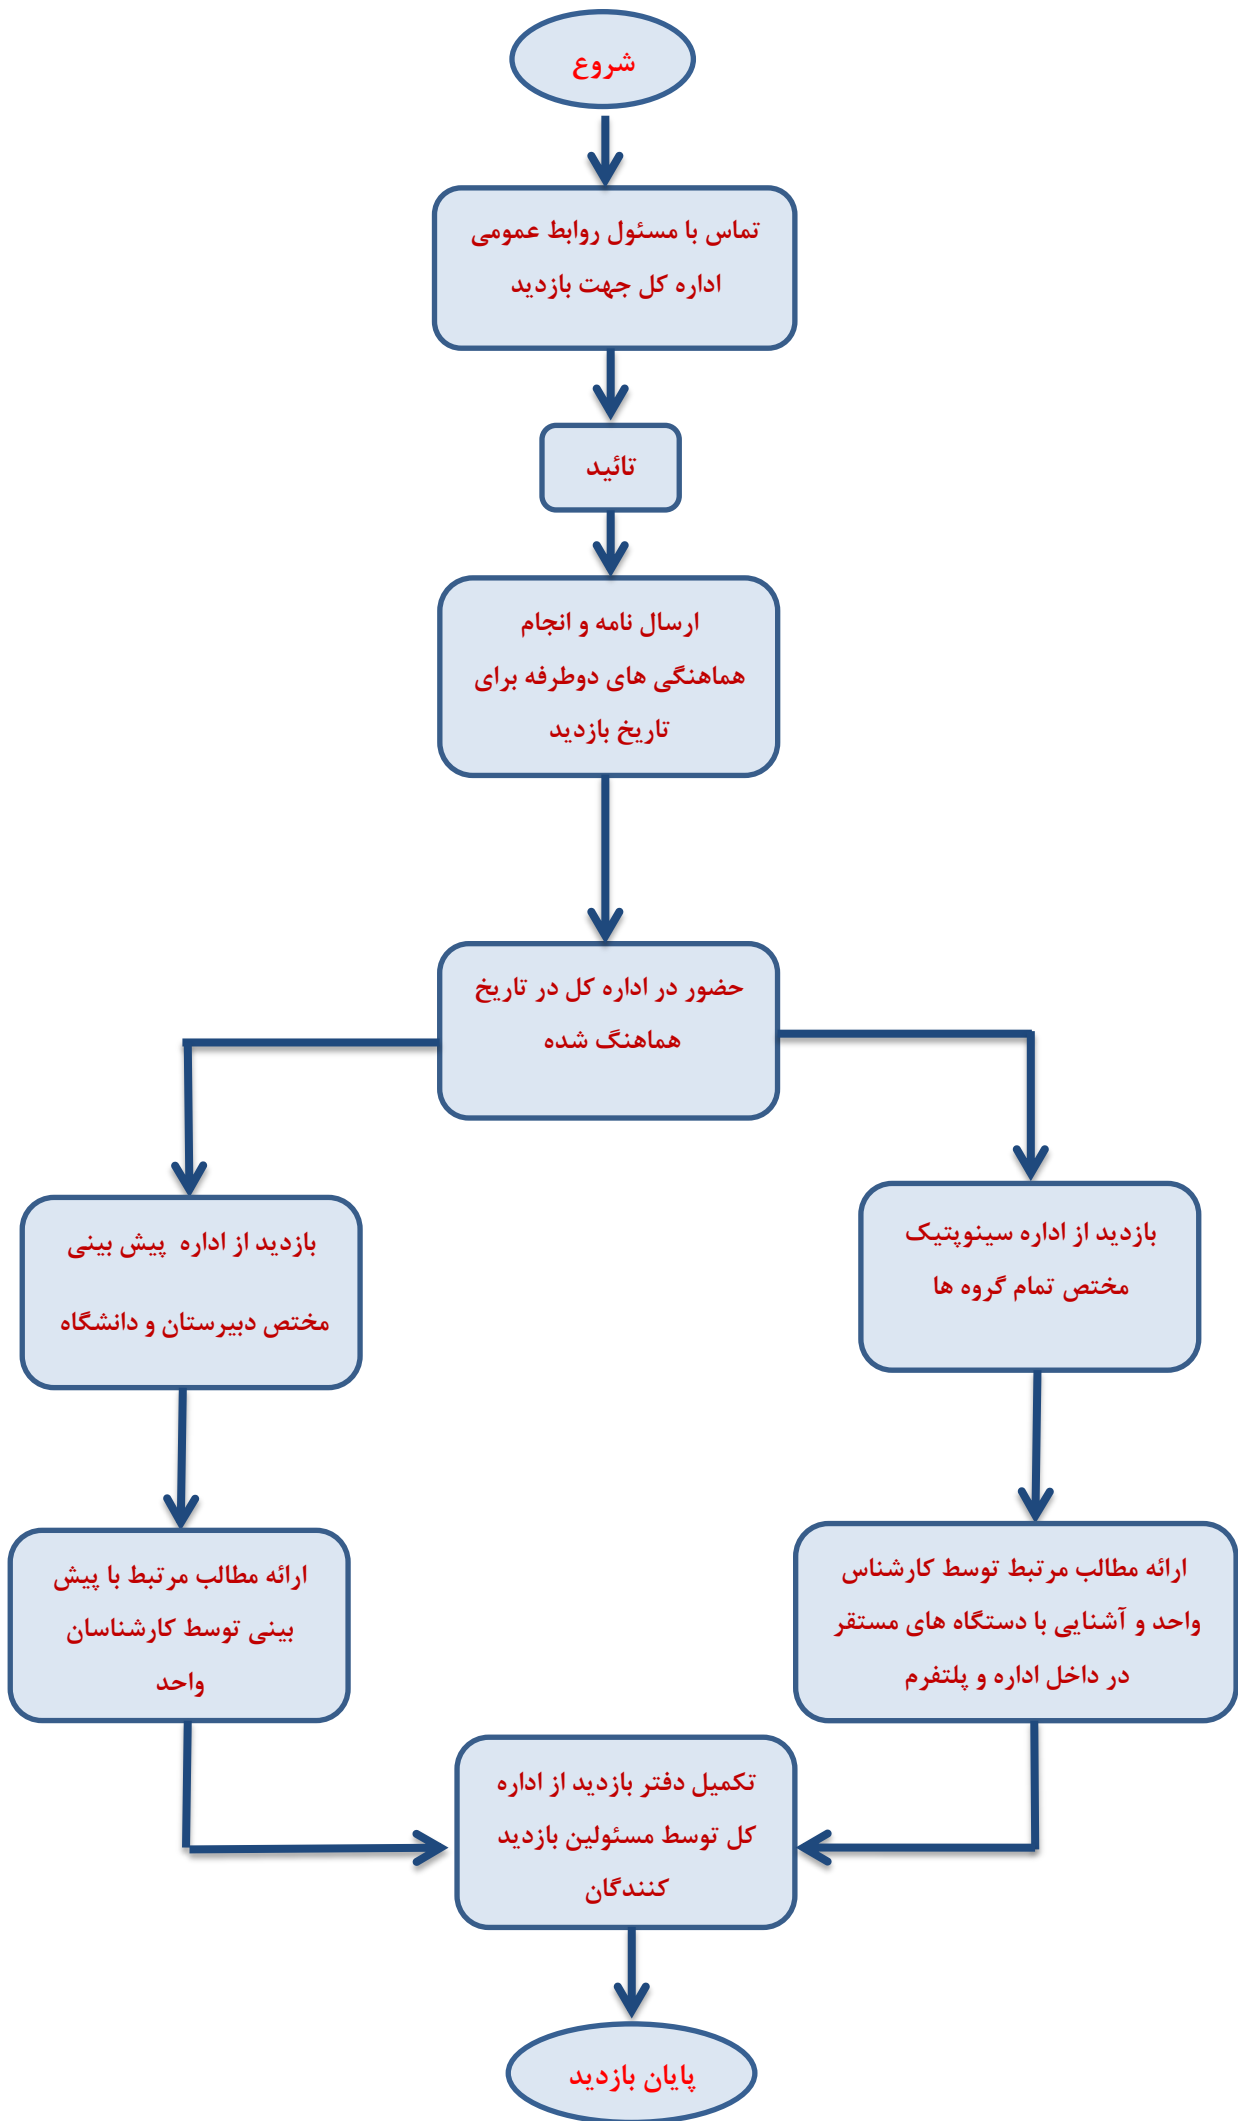 شروع
تماس با مسئول روابط عمومی
اداره کل جهت بازدید
تائید
ارسال نامه و انجام
هماهنگی های دوطرفه برای
تاریخ بازدید
حضور در اداره کل در تاریخ
هماهنگ شده
بازدید از اداره سینوپتیک
مختص تمام گروه ها
بازدید از اداره پیش بینی
مختص دبیرستان و دانشگاه
ارائه مطالب مرتبط توسط کارشناس
واحد و آشنایی با دستگاه های مستقر
در داخل اداره و پلتفرم
ارائه مطالب مرتبط با پیش
بینی توسط کارشناسان
واحد
تکمیل دفتر بازدید از اداره
کل توسط مسئولین بازدید
کنندگان
پایان بازدید